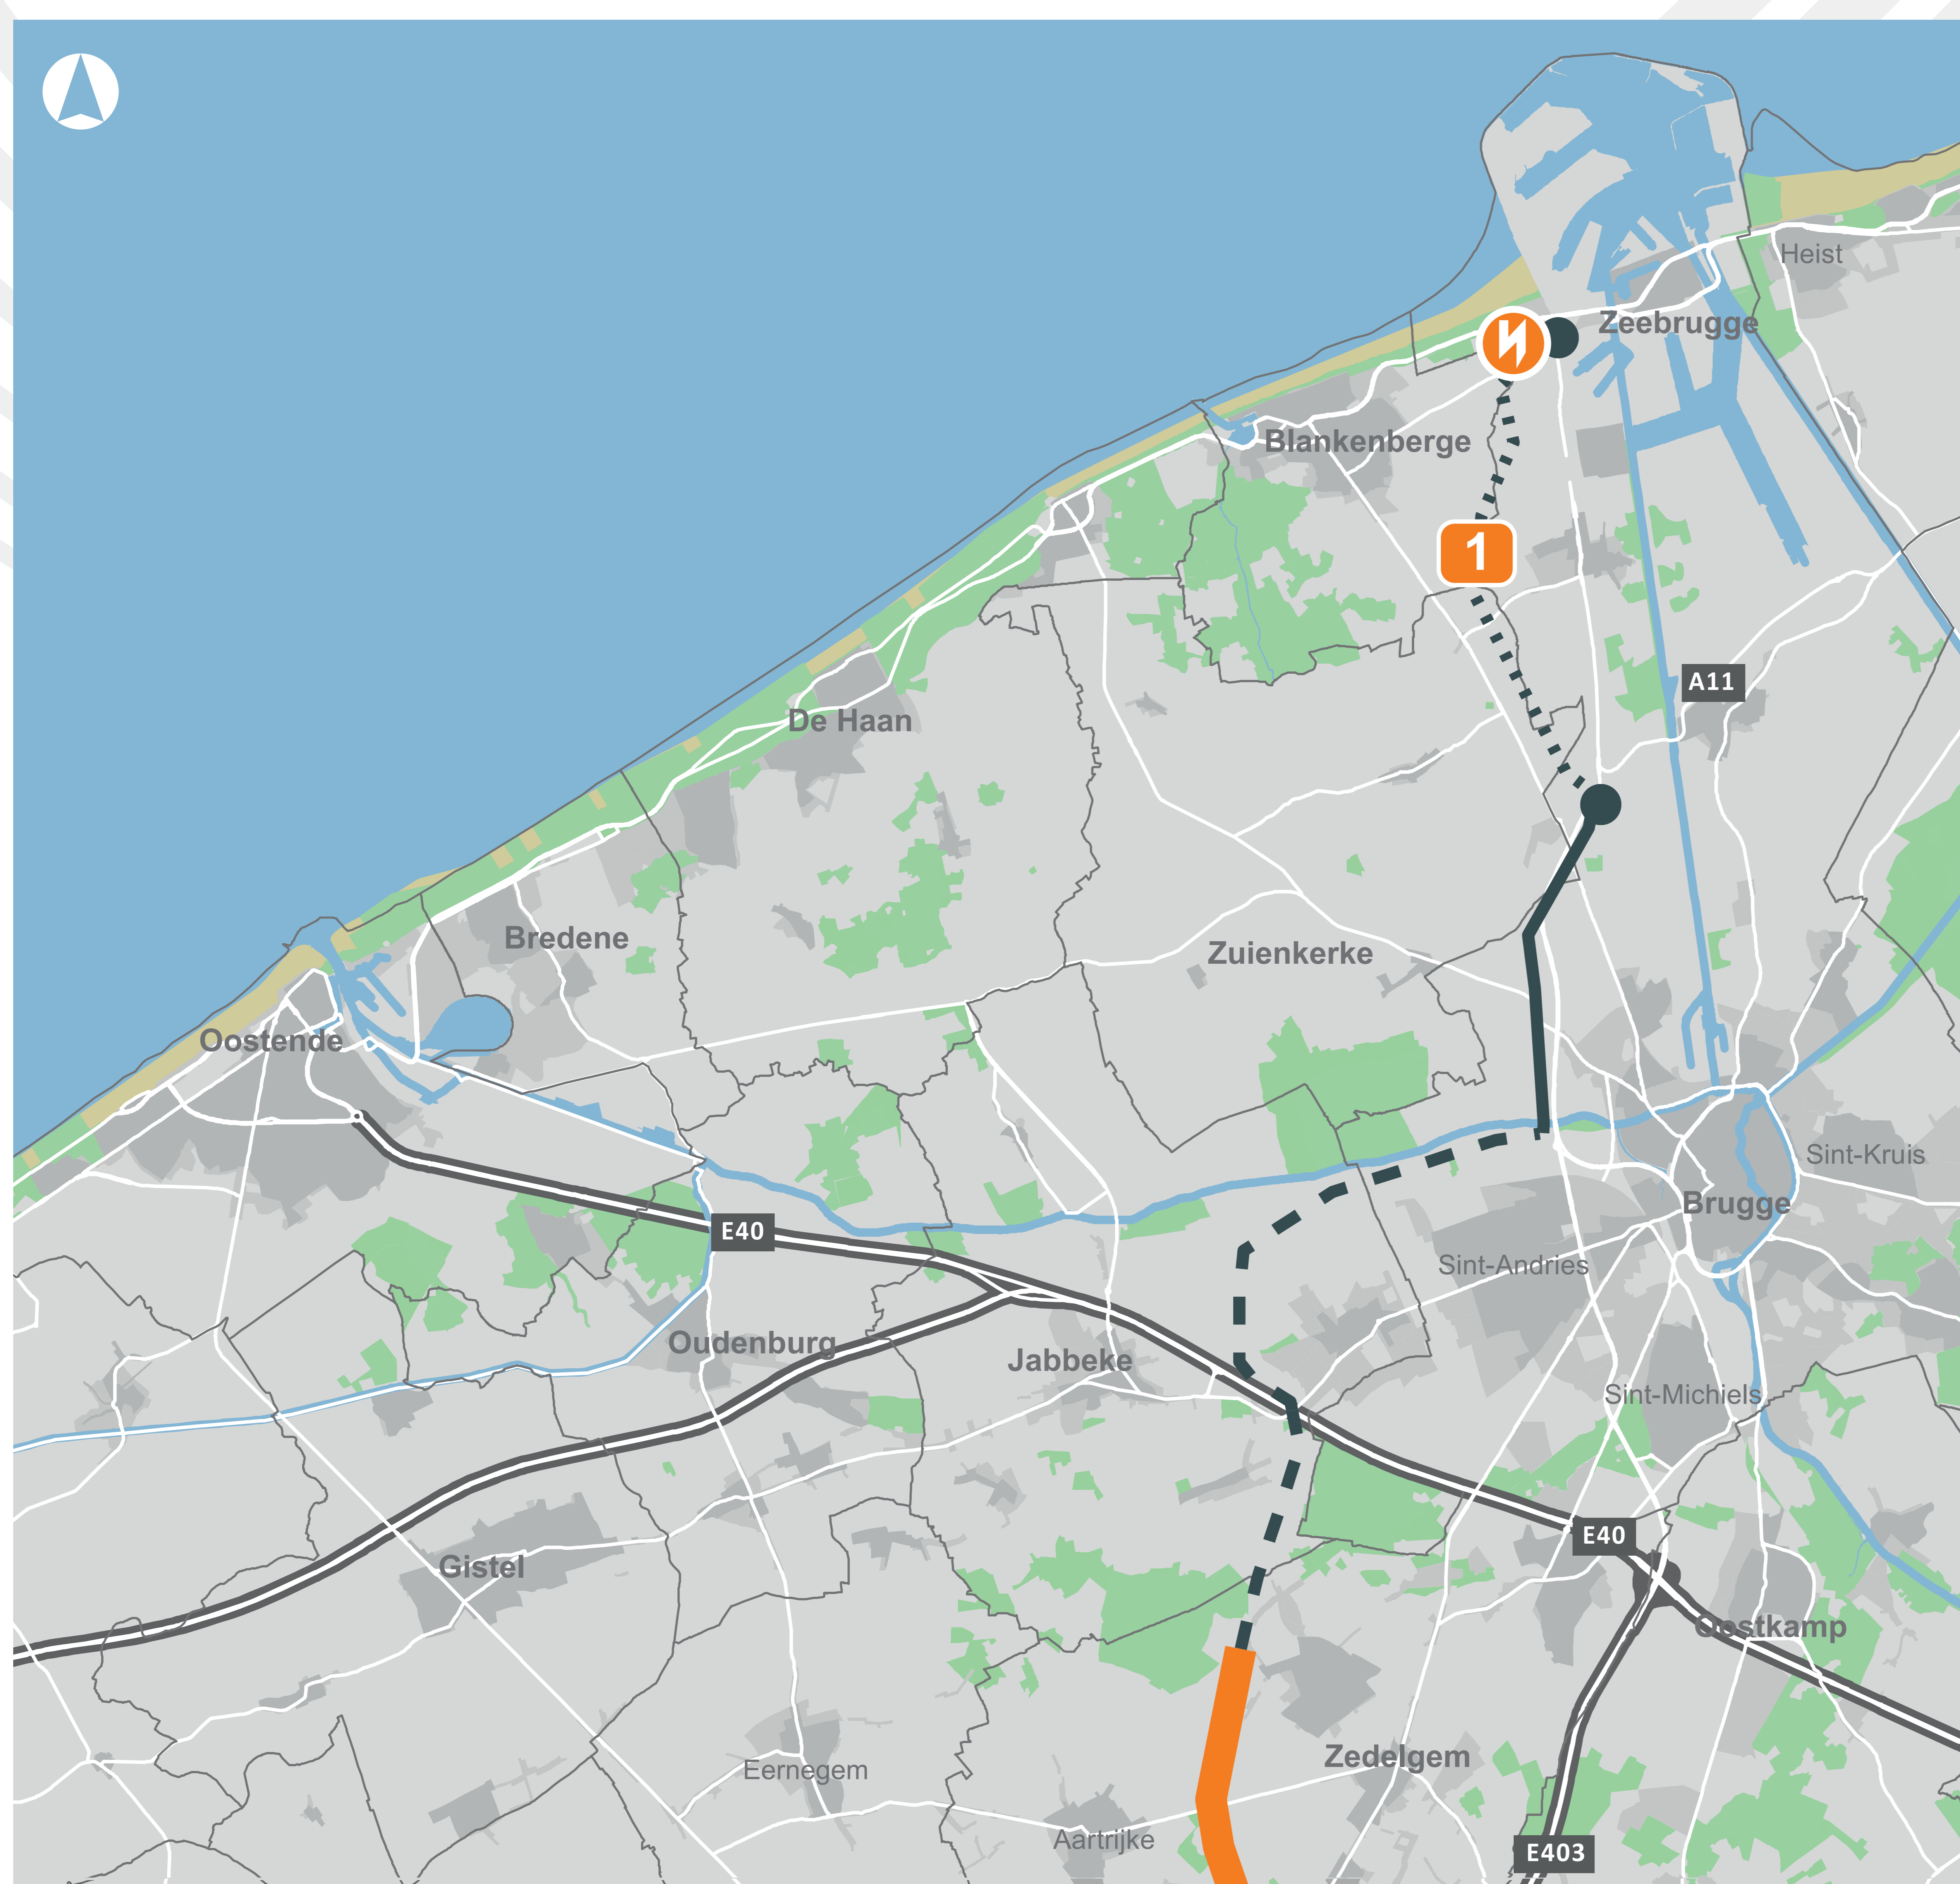 Heist
Zeebrugge
Blankenberge
1
A11
De Haan
Bredene
Zuienkerke
Oostende
Sint-Kruis
Brugge
E40
Sint-Andries
Oudenburg
Jabbeke
Sint-Michiels
E40
Gistel
Oostkamp
Zedelgem
Eernegem
Aartrijke
E403